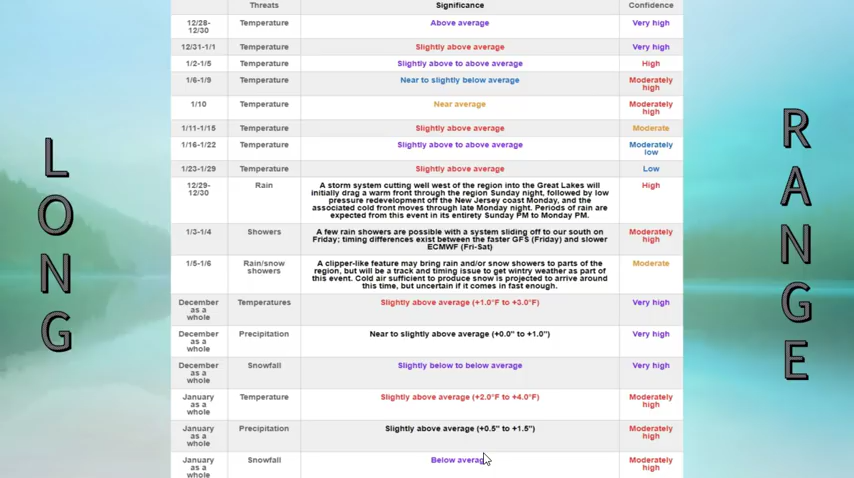 Threats Significance Confidence
12/28-
12/30
Temperature Above average Very high
12/31-1/1 Temperature Slightly above average Very high
1/2-1/5 Temperature Slightly above to above average High
1/6-1/9 Temperature Near to slightly below average Moderately
high
1/10 Temperature Near average Moderately
high
1/11-1/15 Temperature Slightly above average Moderate
1/16-1/22 Temperature Slightly above to above average Moderately
low
1/23-1/29 Temperature Slightly above average Low
12/29-
12/30
Rain
A storm system cutting well west of the region into the Great Lakes will
initially drag a warm front through the region Sunday night, followed by low
pressure redevelopment off the New Jersey coast Monday, and the
associated cold front moves through late Monday night. Periods of rain are
expected from this event in its entirety Sunday PM to Monday PM.
High
1/3-1/4 Showers
A few rain showers are possible with a system sliding off to our south on
Friday; timing differences exist between the faster GFS (Friday) and slower
ECMWF (Fri-Sat)
Moderately
high
1/5-1/6 Rain/snow
showers
A clipper-like feature may bring rain and/or snow showers to parts of the
region, but will be a track and timing issue to get wintry weather as part of
this event. Cold air sufficient to produce snow is projected to arrive around
this time, but uncertain if it comes in fast enough.
Moderate
December
as a
whole
Temperatures Slightly above average (+1.0°F to +3.0°F) Very high
December
as a
whole
Precipitation Near to slightly above average (+0.0" to +1.0") Very high
December
as a
whole
Snowfall Slightly below to below average Very high
January
as a
whole
Temperature Slightly above average (+2.0°F to +4.0°F) Moderately
high
January
as a
whole
Precipitation Slightly above average (+0.5" to +1.5") Moderately
high
January
as a
whole
Snowfall Below average Moderately
high
LONG
RANGE